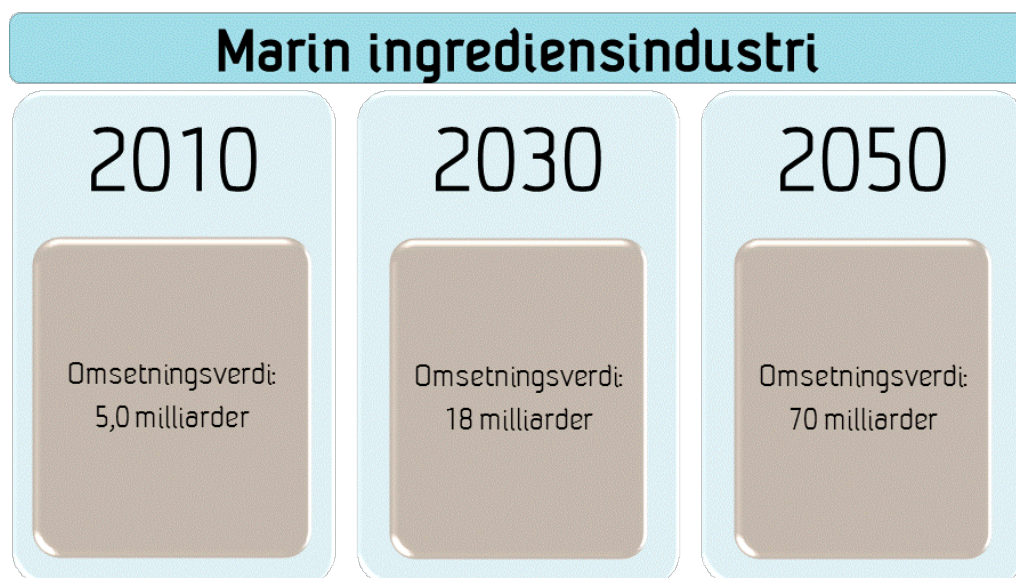 Marin ingrediensindustri
2010
Omsetningsverdi:
5,0 milliarder
2030
Omsetningsverdi:
18 milliarder
2050
Omsetningsverdi:
70 milliarder